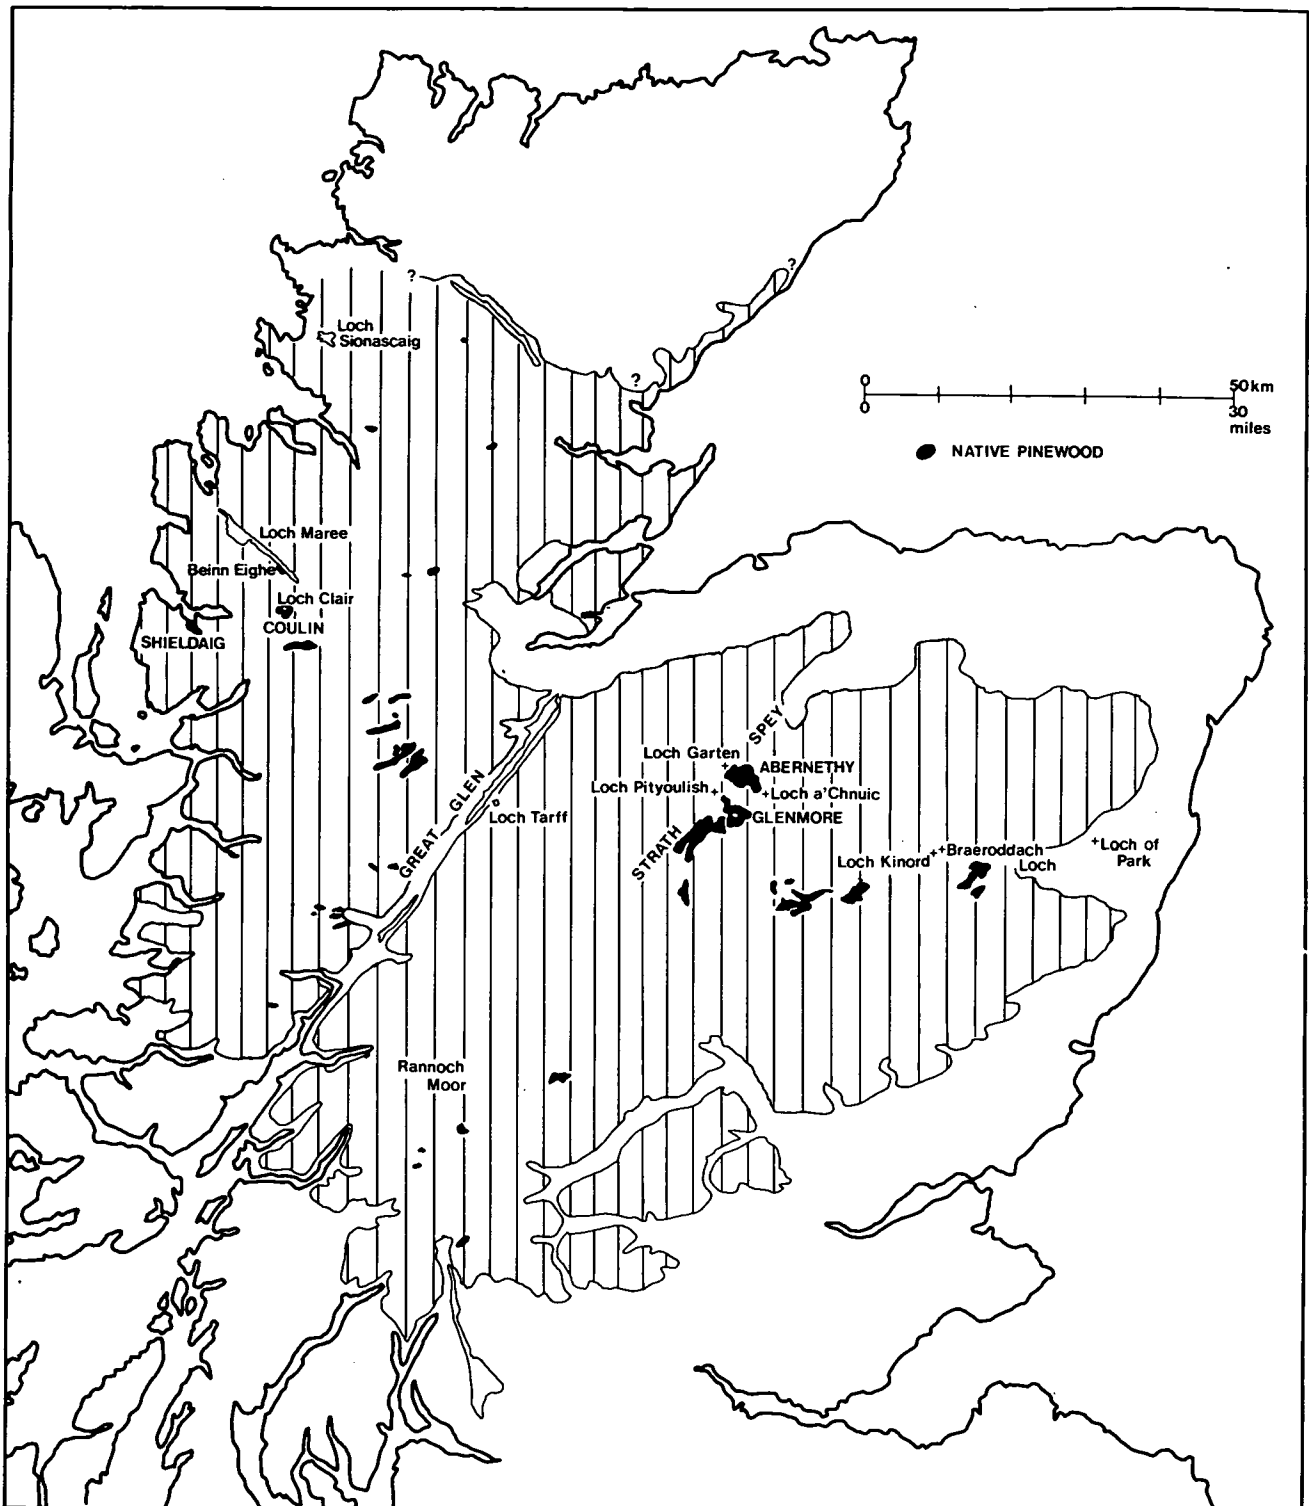 ?
?
?
Loch
Sionascaig
0
50km
0
30
miles
NATIVE PINEWOOD
Loch Maree
Beinn Eighe
Loch Clair
COULIN
SHIELDAIG
SPEY
Loch Garten
ABERNETHY
Loch Pityoulish
Loch a'Chnuic
GLENMORE
STRATH
GREAT GLEN
Loch Tarff
Loch Kinord
Braeroddach
Loch
Loch of
Park
Rannoch
Moor